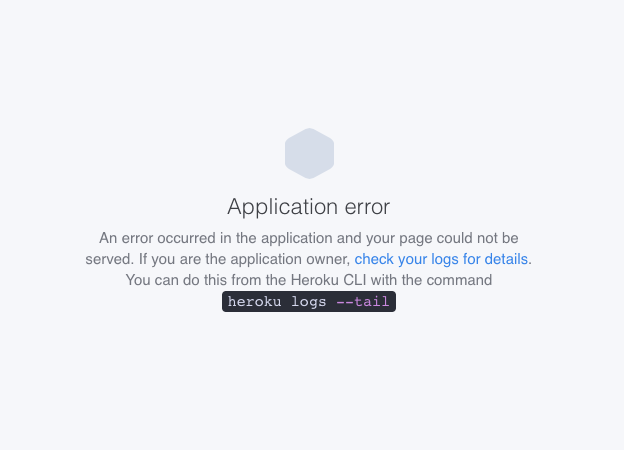 Application error
An error occurred in the application and your page could not be
served. If you are the application owner, check your logs for details.
You can do this from the Heroku CLI with the command
heroku logs --tail